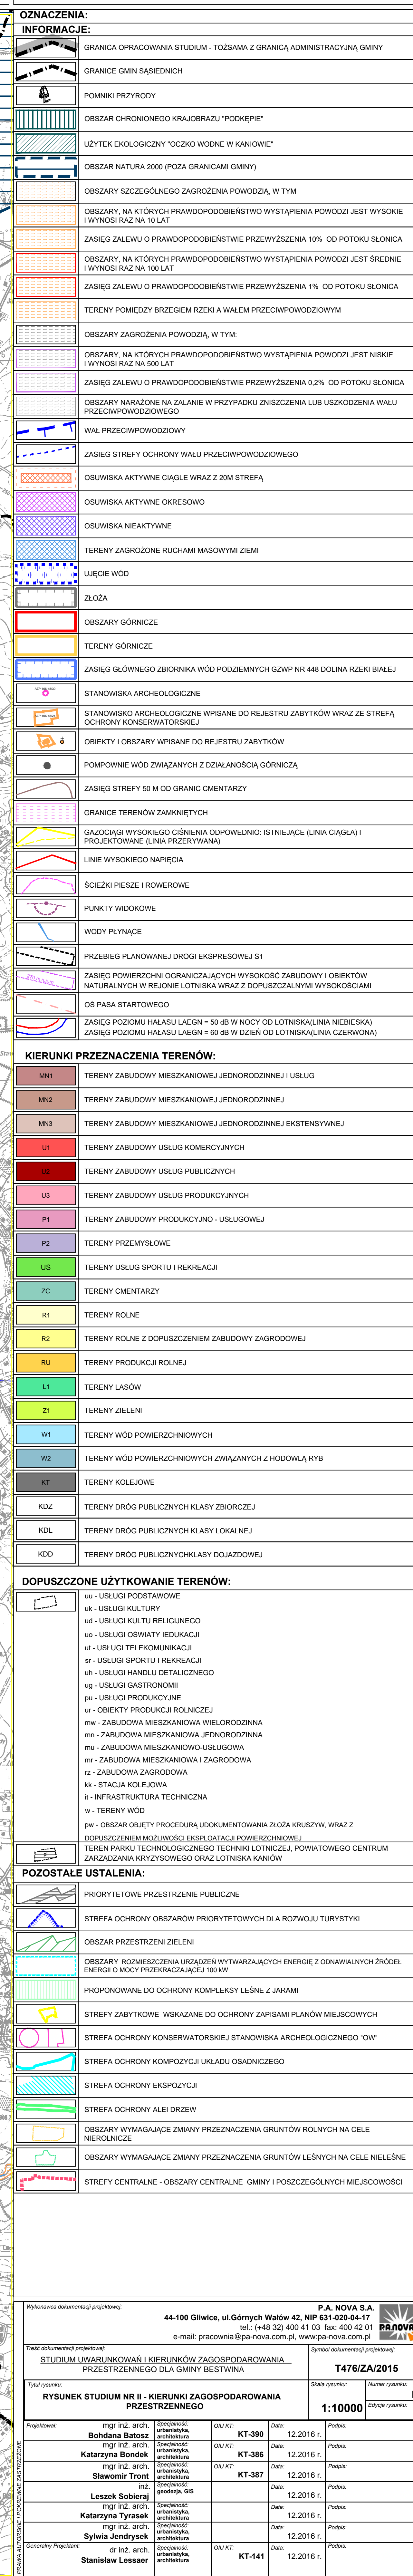 OZNACZENIA:
INFORMACJE:
GRANICA OPRACOWANIA STUDIUM - TOŻSAMA Z GRANICĄ ADMINISTRACYJNĄ GMINY
GRANICE GMIN SĄSIEDNICH
POMNIKI PRZYRODY
OBSZAR CHRONIONEGO KRAJOBRAZU "PODKĘPIE"
UŻYTEK EKOLOGICZNY "OCZKO WODNE W KANIOWIE"
OBSZAR NATURA 2000 (POZA GRANICAMI GMINY)
OBSZARY SZCZEGÓLNEGO ZAGROŻENIA POWODZIĄ, W TYM
OBSZARY, NA KTÓRYCH PRAWDOPODOBIEŃSTWO WYSTĄPIENIA POWODZI JEST WYSOKIE
I WYNOSI RAZ NA 10 LAT
ZASIĘG ZALEWU O PRAWDOPODOBIEŃSTWIE PRZEWYŻSZENIA 10% OD POTOKU SŁONICA
OBSZARY, NA KTÓRYCH PRAWDOPODOBIEŃSTWO WYSTĄPIENIA POWODZI JEST ŚREDNIE
I WYNOSI RAZ NA 100 LAT
ZASIĘG ZALEWU O PRAWDOPODOBIEŃSTWIE PRZEWYŻSZENIA 1% OD POTOKU SŁONICA
TERENY POMIĘDZY BRZEGIEM RZEKI A WAŁEM PRZECIWPOWODZIOWYM
OBSZARY ZAGROŻENIA POWODZIĄ, W TYM:
OBSZARY, NA KTÓRYCH PRAWDOPODOBIEŃSTWO WYSTĄPIENIA POWODZI JEST NISKIE
I WYNOSI RAZ NA 500 LAT
ZASIĘG ZALEWU O PRAWDOPODOBIEŃSTWIE PRZEWYŻSZENIA 0,2% OD POTOKU SŁONICA
OBSZARY NARAŻONE NA ZALANIE W PRZYPADKU ZNISZCZENIA LUB USZKODZENIA WAŁU
PRZECIWPOWODZIOWEGO
WAŁ PRZECIWPOWODZIOWY
ZASIEG STREFY OCHRONY WAŁU PRZECIWPOWODZIOWEGO
OSUWISKA AKTYWNE CIĄGLE WRAZ Z 20M STREFĄ
OSUWISKA AKTYWNE OKRESOWO
OSUWISKA NIEAKTYWNE
TERENY ZAGROŻONE RUCHAMI MASOWYMI ZIEMI
UJĘCIE WÓD
ZŁOŻA
OBSZARY GÓRNICZE
TERENY GÓRNICZE
ZASIĘG GŁÓWNEGO ZBIORNIKA WÓD PODZIEMNYCH GZWP NR 448 DOLINA RZEKI BIAŁEJ
STANOWISKA ARCHEOLOGICZNE
STANOWISKO ARCHEOLOGICZNE WPISANE DO REJESTRU ZABYTKÓW WRAZ ZE STREFĄ
OCHRONY KONSERWATORSKIEJ
OBIEKTY I OBSZARY WPISANE DO REJESTRU ZABYTKÓW
POMPOWNIE WÓD ZWIĄZANYCH Z DZIAŁANOŚCIĄ GÓRNICZĄ
ZASIĘG STREFY 50 M OD GRANIC CMENTARZY
GRANICE TERENÓW ZAMKNIĘTYCH
GAZOCIĄGI WYSOKIEGO CIŚNIENIA ODPOWEDNIO: ISTNIEJĄCE (LINIA CIĄGŁA) I
PROJEKTOWANE (LINIA PRZERYWANA)
LINIE WYSOKIEGO NAPIĘCIA
ŚCIEŻKI PIESZE I ROWEROWE
PUNKTY WIDOKOWE
WODY PŁYNĄCE
PRZEBIEG PLANOWANEJ DROGI EKSPRESOWEJ S1
ZASIĘG POWIERZCHNI OGRANICZAJĄCYCH WYSOKOŚĆ ZABUDOWY I OBIEKTÓW
NATURALNYCH W REJONIE LOTNISKA WRAZ Z DOPUSZCZALNYMI WYSOKOŚCIAMI
OŚ PASA STARTOWEGO
ZASIĘG POZIOMU HAŁASU LAEGN = 50 dB W NOCY OD LOTNISKA(LINIA NIEBIESKA)
ZASIĘG POZIOMU HAŁASU LAEGN = 60 dB W DZIEŃ OD LOTNISKA(LINIA CZERWONA)
KIERUNKI PRZEZNACZENIA TERENÓW:
MN1 TERENY ZABUDOWY MIESZKANIOWEJ JEDNORODZINNEJ I USŁUG
MN2 TERENY ZABUDOWY MIESZKANIOWEJ JEDNORODZINNEJ
MN3 TERENY ZABUDOWY MIESZKANIOWEJ JEDNORODZINNEJ EKSTENSYWNEJ
U1 TERENY ZABUDOWY USŁUG KOMERCYJNYCH
U2 TERENY ZABUDOWY USŁUG PUBLICZNYCH
U3 TERENY ZABUDOWY USŁUG PRODUKCYJNYCH
P1 TERENY ZABUDOWY PRODUKCYJNO - USŁUGOWEJ
P2 TERENY PRZEMYSŁOWE
US TERENY USŁUG SPORTU I REKREACJI
ZC TERENY CMENTARZY
R1 TERENY ROLNE
R2 TERENY ROLNE Z DOPUSZCZENIEM ZABUDOWY ZAGRODOWEJ
RU TERENY PRODUKCJI ROLNEJ
L1 TERENY LASÓW
Z1 TERENY ZIELENI
W1 TERENY WÓD POWIERZCHNIOWYCH
W2 TERENY WÓD POWIERZCHNIOWYCH ZWIĄZANYCH Z HODOWLĄ RYB
KT TERENY KOLEJOWE
KDZ TERENY DRÓG PUBLICZNYCH KLASY ZBIORCZEJ
KDL TERENY DRÓG PUBLICZNYCH KLASY LOKALNEJ
KDD TERENY DRÓG PUBLICZNYCHKLASY DOJAZDOWEJ
DOPUSZCZONE UŻYTKOWANIE TERENÓW:
uu - USŁUGI PODSTAWOWE
uk - USŁUGI KULTURY
ud - USŁUGI KULTU RELIGIJNEGO
uo - USŁUGI OŚWIATY IEDUKACJI
ut - USŁUGI TELEKOMUNIKACJI
sr - USŁUGI SPORTU I REKREACJI
uh - USŁUGI HANDLU DETALICZNEGO
ug - USŁUGI GASTRONOMII
pu - USŁUGI PRODUKCYJNE
ur - OBIEKTY PRODUKCJI ROLNICZEJ
mw - ZABUDOWA MIESZKANIOWA WIELORODZINNA
mn - ZABUDOWA MIESZKANIOWA JEDNORODZINNA
mu - ZABUDOWA MIESZKANIOWO-USŁUGOWA
mr - ZABUDOWA MIESZKANIOWA I ZAGRODOWA
rz - ZABUDOWA ZAGRODOWA
kk - STACJA KOLEJOWA
it - INFRASTRUKTURA TECHNICZNA
w - TERENY WÓD
pw - OBSZAR OBJĘTY PROCEDURĄ UDOKUMENTOWANIA ZŁOŻA KRUSZYW, WRAZ Z
DOPUSZCZENIEM MOŻLIWOŚCI EKSPLOATACJI POWIERZCHNIOWEJ
TEREN PARKU TECHNOLOGICZNEGO TECHNIKI LOTNICZEJ, POWIATOWEGO CENTRUM
ZARZĄDZANIA KRYZYSOWEGO ORAZ LOTNISKA KANIÓW
POZOSTAŁE USTALENIA:
PRIORYTETOWE PRZESTRZENIE PUBLICZNE
STREFA OCHRONY OBSZARÓW PRIORYTETOWYCH DLA ROZWOJU TURYSTYKI
OBSZAR PRZESTRZENI ZIELENI
OBSZARY ROZMIESZCZENIA URZĄDZEŃ WYTWARZAJĄCYCH ENERGIĘ Z ODNAWIALNYCH ŹRÓDEŁ
ENERGII O MOCY PRZEKRACZAJĄCEJ 100 kW
PROPONOWANE DO OCHRONY KOMPLEKSY LEŚNE Z JARAMI
STREFY ZABYTKOWE WSKAZANE DO OCHRONY ZAPISAMI PLANÓW MIEJSCOWYCH
STREFA OCHRONY KONSERWATORSKIEJ STANOWISKA ARCHEOLOGICZNEGO "OW"
STREFA OCHRONY KOMPOZYCJI UKŁADU OSADNICZEGO
STREFA OCHRONY EKSPOZYCJI
STREFA OCHRONY ALEI DRZEW
OBSZARY WYMAGAJĄCE ZMIANY PRZEZNACZENIA GRUNTÓW ROLNYCH NA CELE
NIEROLNICZE
OBSZARY WYMAGAJĄCE ZMIANY PRZEZNACZENIA GRUNTÓW LEŚNYCH NA CELE NIELEŚNE
STREFY CENTRALNE - OBSZARY CENTRALNE GMINY I POSZCZEGÓLNYCH MIEJSCOWOŚCI
Wykonawca dokumentacji projektowej:
P.A. NOVA S.A.
44-100 Gliwice, ul.Górnych Wałów 42, NIP 631-020-04-17
tel.: (+48 32) 400 41 03 fax: 400 42 01
e-mail: pracownia@pa-nova.com.pl, www.pa-nova.com.pl
PA NOVA
Treść dokumentacji projektowej:
STUDIUM UWARUNKOWAŃ I KIERUNKÓW ZAGOSPODAROWANIA
PRZESTRZENNEGO DLA GMINY BESTWINA
Symbol dokumentacji projektowej:
T476/ZA/2015
Tytuł rysunku:
RYSUNEK STUDIUM NR II - KIERUNKI ZAGOSPODAROWANIA
PRZESTRZENNEGO
Skala rysunku:
1:10000
Numer rysunku:
Edycja rysunku:
Projektował: mgr inż. arch. Bohdana Batosz Specjalność: urbanistyka, architektura OIU KT: KT-390 Data: 12.2016 r. Podpis:
mgr inż. arch. Katarzyna Bondek Specjalność: urbanistyka, architektura KT-386 12.2016 r.
mgr inż. arch. Sławomir Tront Specjalność: urbanistyka, architektura KT-387 12.2016 r.
inż. Leszek Sobieraj Specjalność: geodezja, GIS Data: 12.2016 r. Podpis:
mgr inż. arch. Katarzyna Tyrasek Specjalność: urbanistyka, architektura Data: 12.2016 r. Podpis:
mgr inż. arch. Sylwia Jendrysek Specjalność: urbanistyka, architektura Data: 12.2016 r. Podpis:
Generalny Projektant: dr inż. arch. Stanisław Lessaer Specjalność: urbanistyka, architektura OIU KT: KT-141 Data: 12.2016 r. Podpis:
PRAWA AUTORSKIE I POKREWNE ZASTRZEŻONE